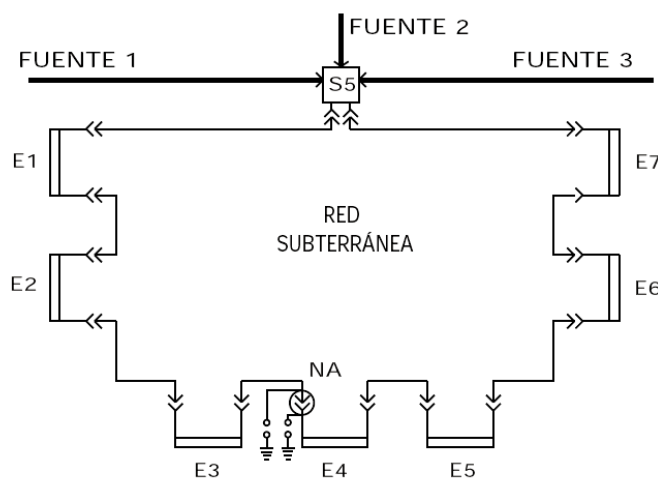 FUENTE 2
FUENTE 1
FUENTE 3
S5
E1
E7
RED
SUBTERRÁNEA
E2
E6
NA
E3
E4
E5